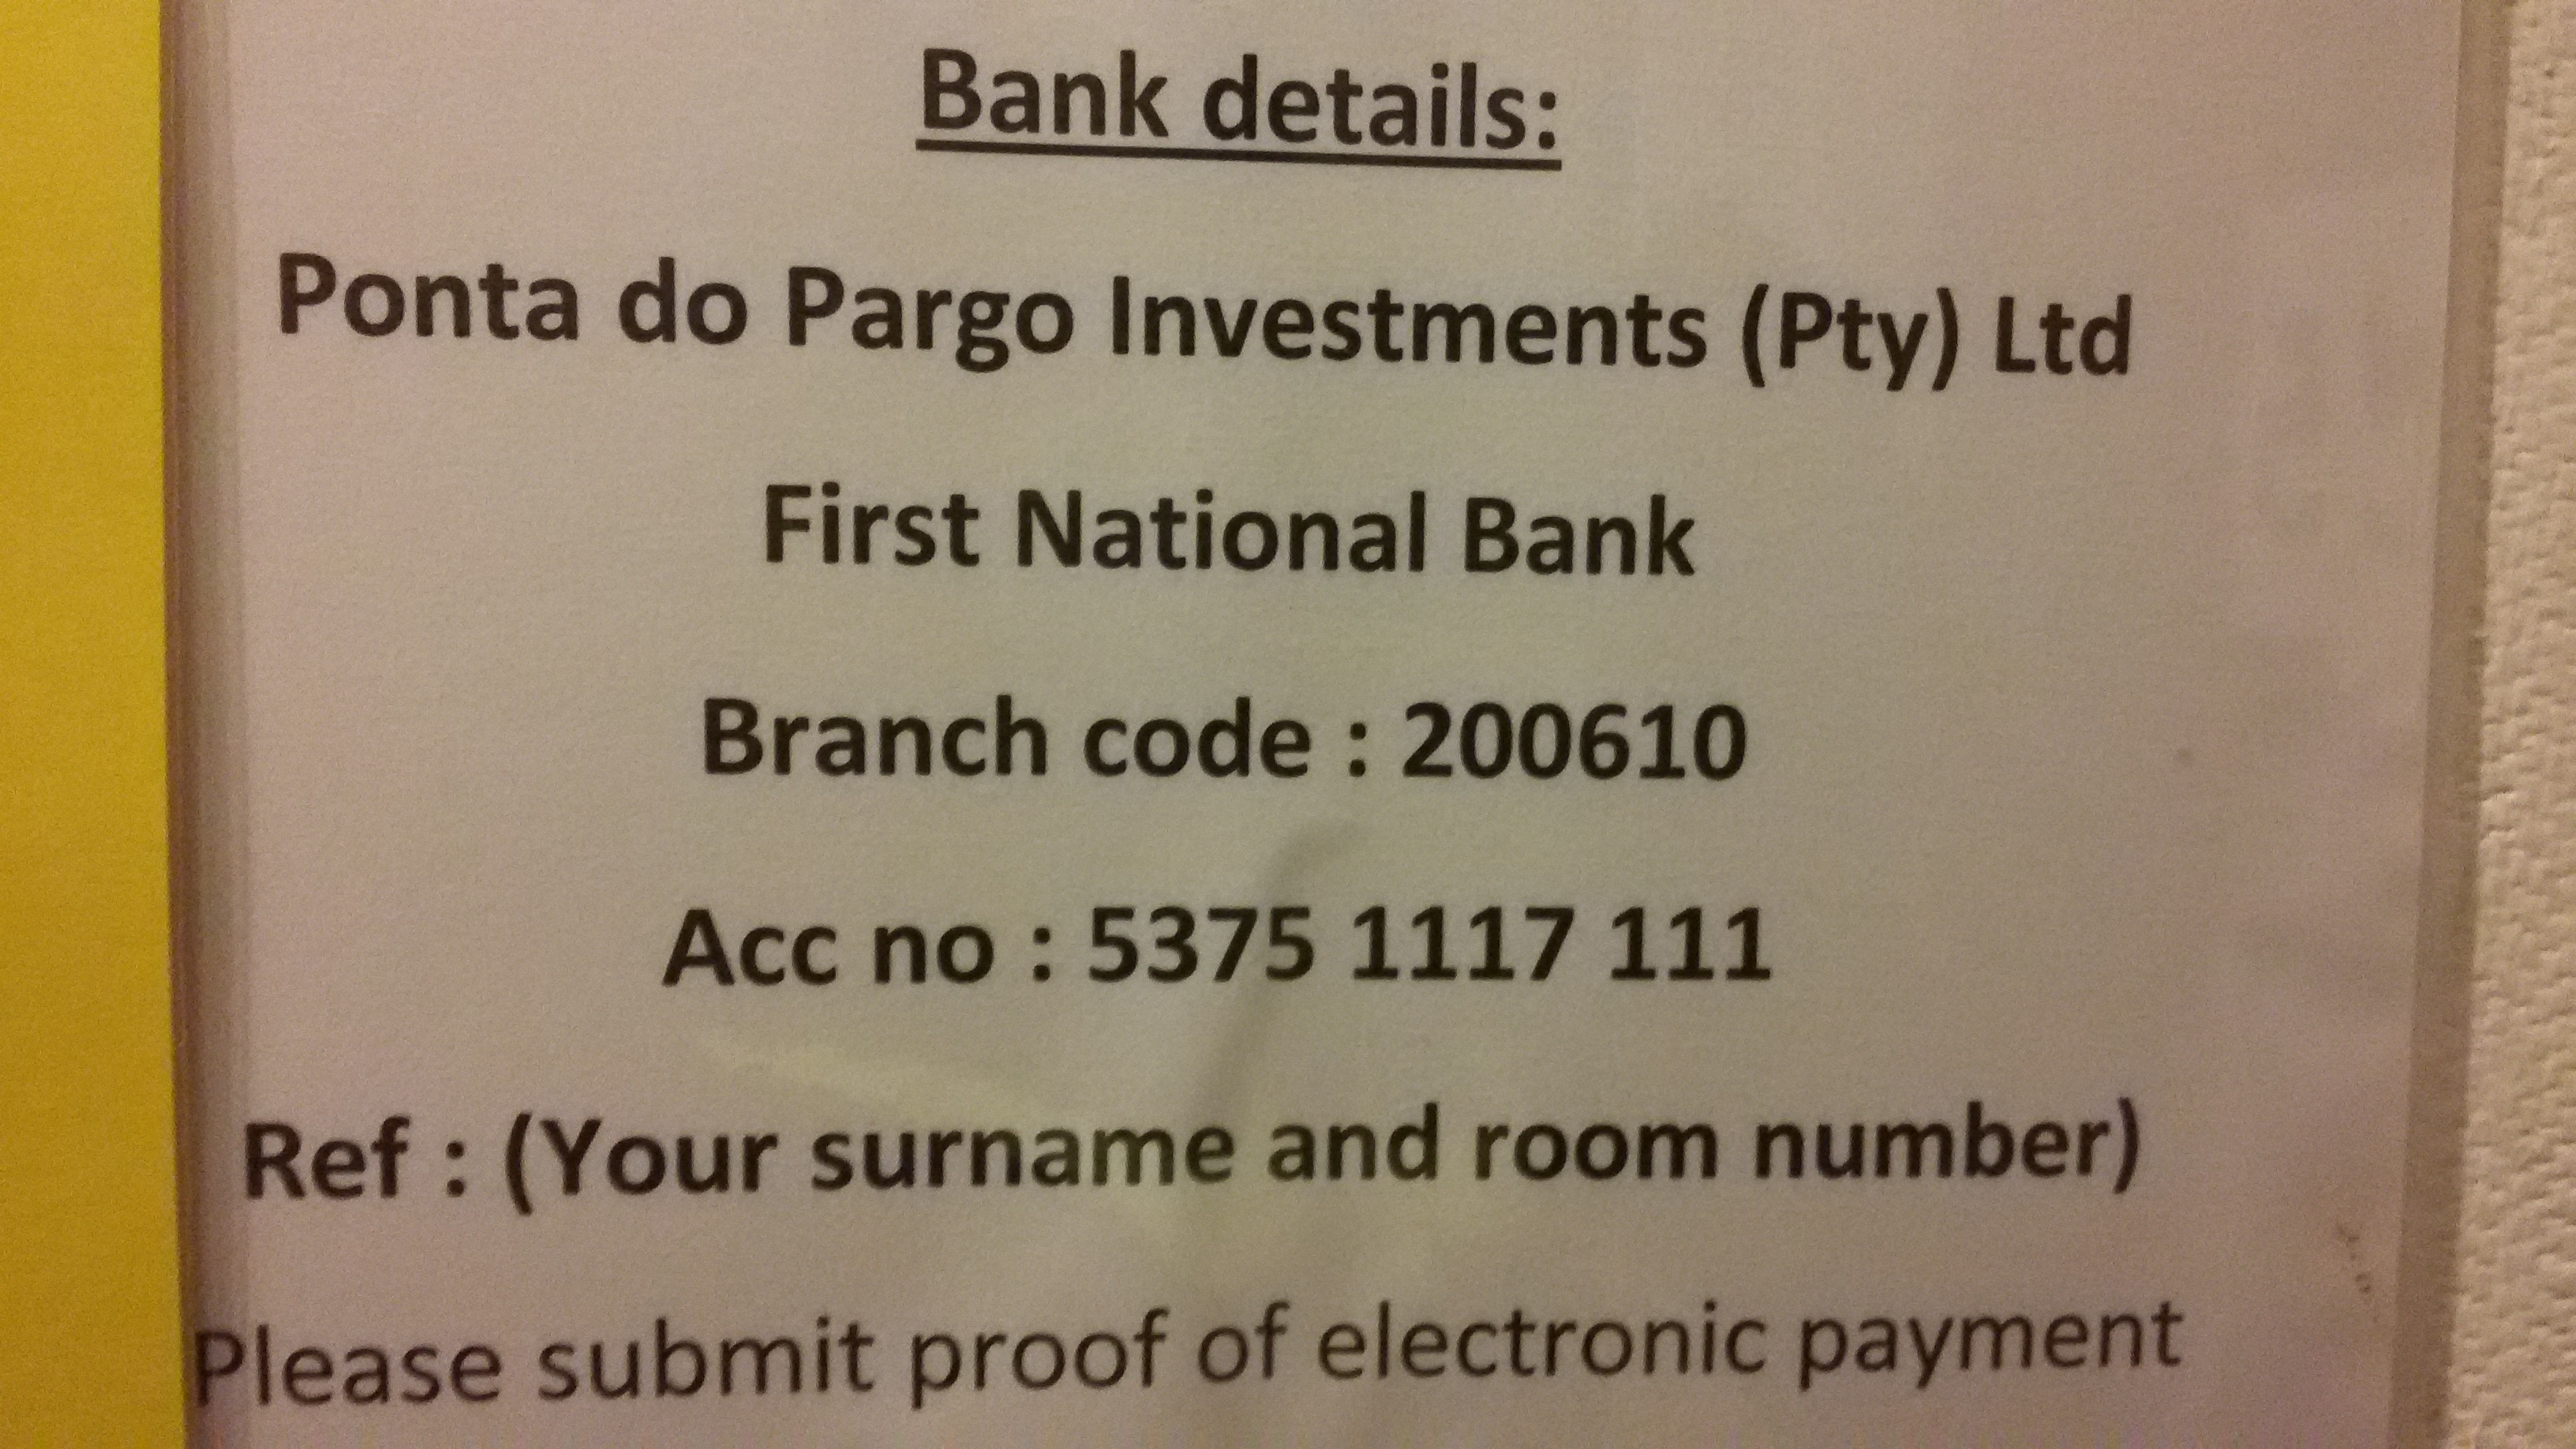 Bank details:
Ponta do Pargo Investments (Pty) Ltd
First National Bank
Branch code : 200610
Acc no : 5375 1117 111
Ref : (Your surname and room number)
Please submit proof of electronic payment